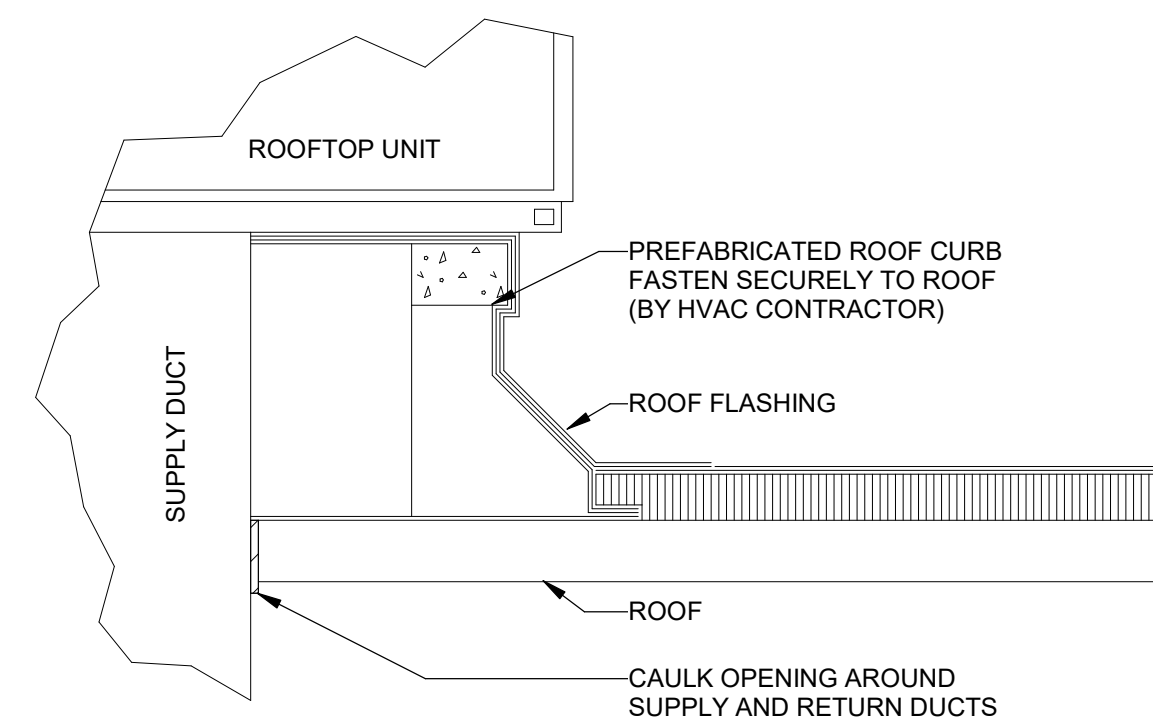 ROOFTOP UNIT
PREFABRICATED ROOF CURB
FASTEN SECURELY TO ROOF
(BY HVAC CONTRACTOR)
SUPPLY DUCT
ROOF FLASHING
ROOF
CAULK OPENING AROUND
SUPPLY AND RETURN DUCTS